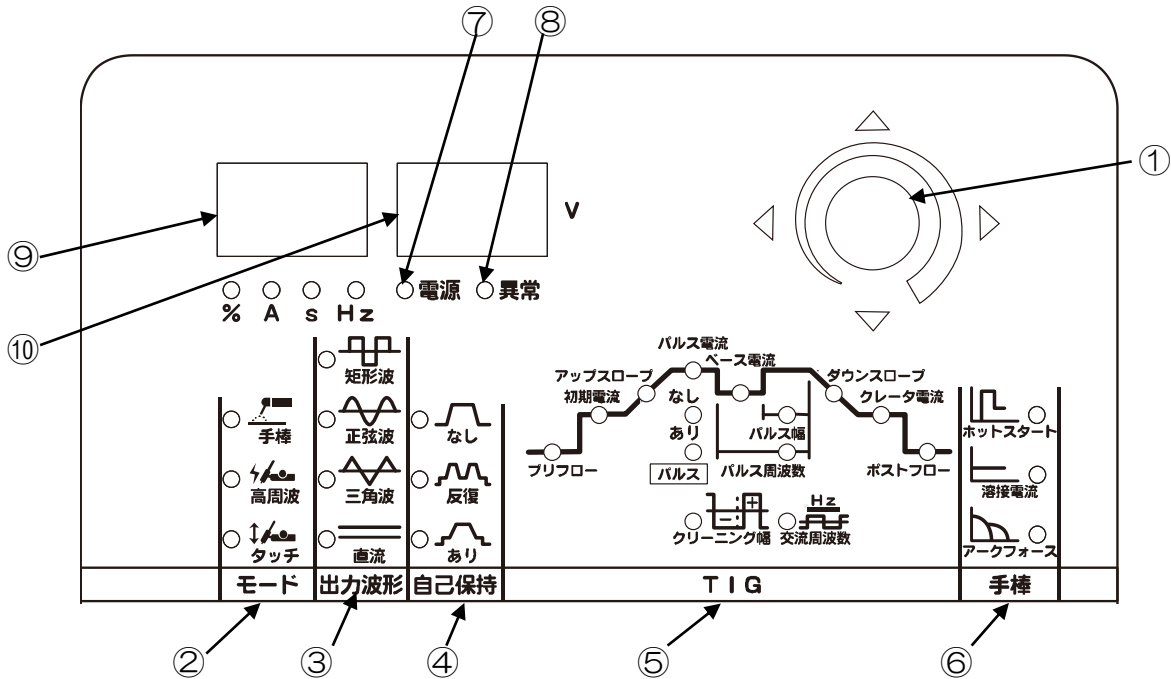 ⑦ ⑧
①
V
⑨
電源 異常
% A s Hz
⑩
パルス電流
ベース電流
矩形波
アップスロープ ダウンスロープ
初期電流 なし クレータ電流
手棒 正弦波 なし あり パルス幅 ホットスタート
プリフロー パルス パルス周波数 ポストフロー
高周波 三角波 反復 溶接電流
Hz
+
−
クリーニング幅 交流周波数
タッチ 直流 あり アークフォース
モード 出力波形 自己保持 TIG 手棒
② ③ ④ ⑤ ⑥